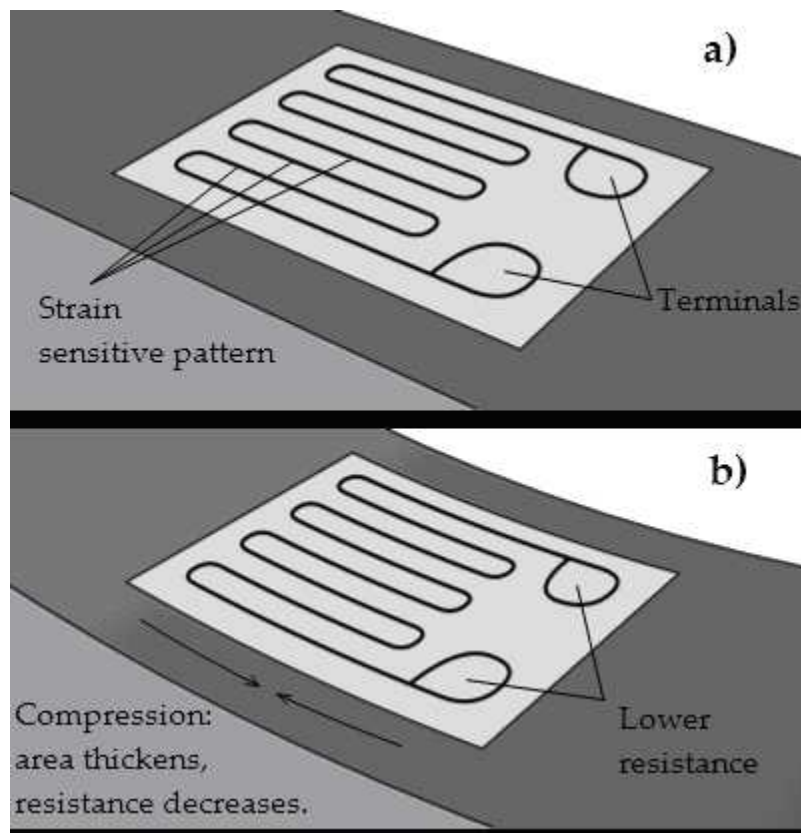 a)
Strain
sensitive pattern
Terminals
b)
Compression:
area thickens,
resistance decreases.
Lower
resistance